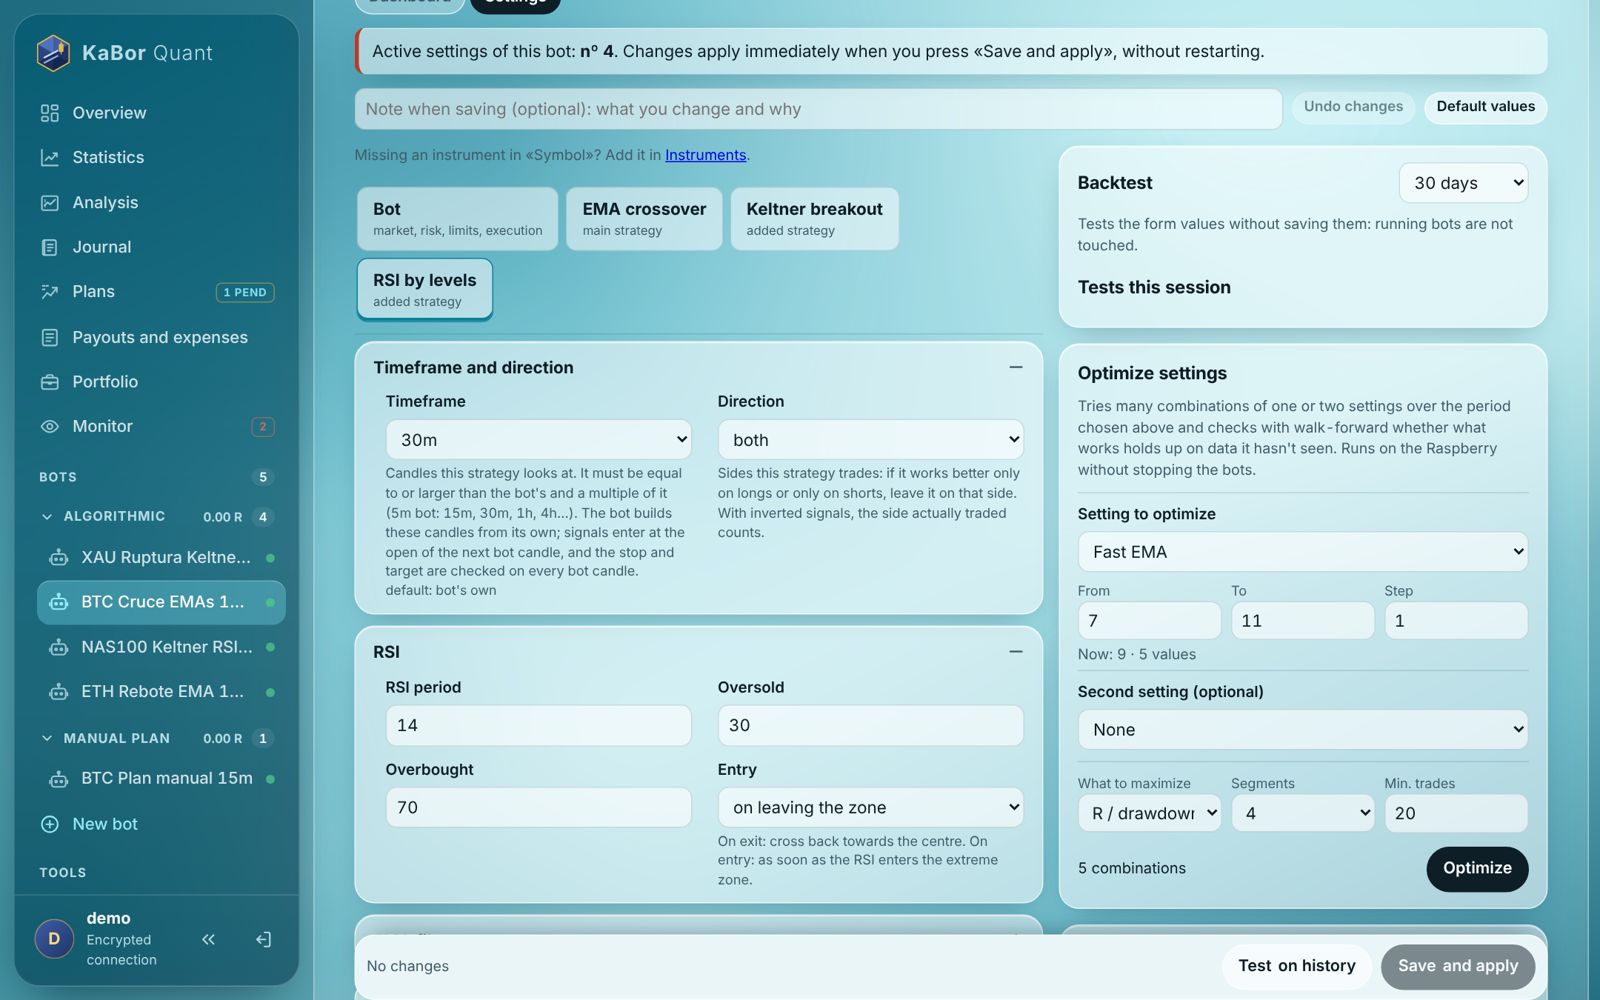 KaBor Quant
Overview
Statistics
Analysis
Journal
Plans
1 PEND
Payouts and expenses
Portfolio
Monitor
2
BOTS
5
ALGORITHMIC
0.00 R
4
XAU Ruptura Keltne...
BTC Cruce EMAs 1...
NAS100 Keltner RSI...
ETH Rebote EMA 1...
MANUAL PLAN
0.00 R
1
BTC Plan manual 15m
New bot
TOOLS
D
demo
Encrypted
connection
Dashboard
Settings
Active settings of this bot: nº 4. Changes apply immediately when you press «Save and apply», without restarting.
Note when saving (optional): what you change and why
Undo changes
Default values
Missing an instrument in «Symbol»? Add it in Instruments.
Bot
market, risk, limits, execution
EMA crossover
main strategy
Keltner breakout
added strategy
RSI by levels
added strategy
Timeframe and direction
Timeframe
30m
Candles this strategy looks at. It must be equal
to or larger than the bot's and a multiple of it
(5m bot: 15m, 30m, 1h, 4h...). The bot builds
these candles from its own; signals enter at the
open of the next bot candle, and the stop and
target are checked on every bot candle.
default: bot's own
Direction
both
Sides this strategy trades: if it works better only
on longs or only on shorts, leave it on that side.
With inverted signals, the side actually traded
counts.
RSI
RSI period
14
Oversold
30
Overbought
70
Entry
on leaving the zone
On exit: cross back towards the centre. On
entry: as soon as the RSI enters the extreme
zone.
Backtest
30 days
Tests the form values without saving them: running bots are not
touched.
Tests this session
Optimize settings
Tries many combinations of one or two settings over the period
chosen above and checks with walk-forward whether what
works holds up on data it hasn't seen. Runs on the Raspberry
without stopping the bots.
Setting to optimize
Fast EMA
From
To
Step
7
11
1
Now: 9 · 5 values
Second setting (optional)
None
What to maximize
Segments
Min. trades
R / drawdown
4
20
5 combinations
Optimize
No changes
Test on history
Save and apply